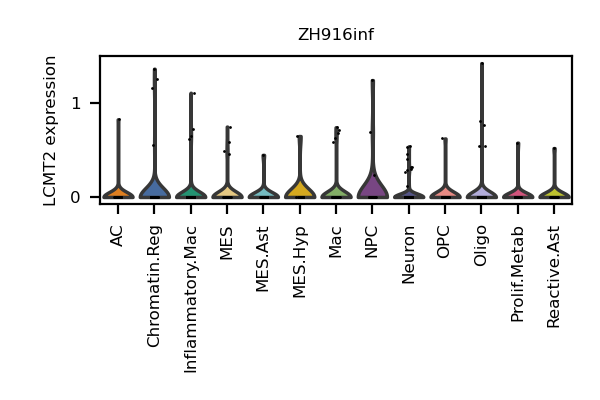 ZH916inf
LCMT2 expression
1
0
AC
Chromatin.Reg
Inflammatory.Mac
MES
MES.Ast
MES.Hyp
Mac
NPC
Neuron
OPC
Oligo
Prolif.Metab
Reactive.Ast